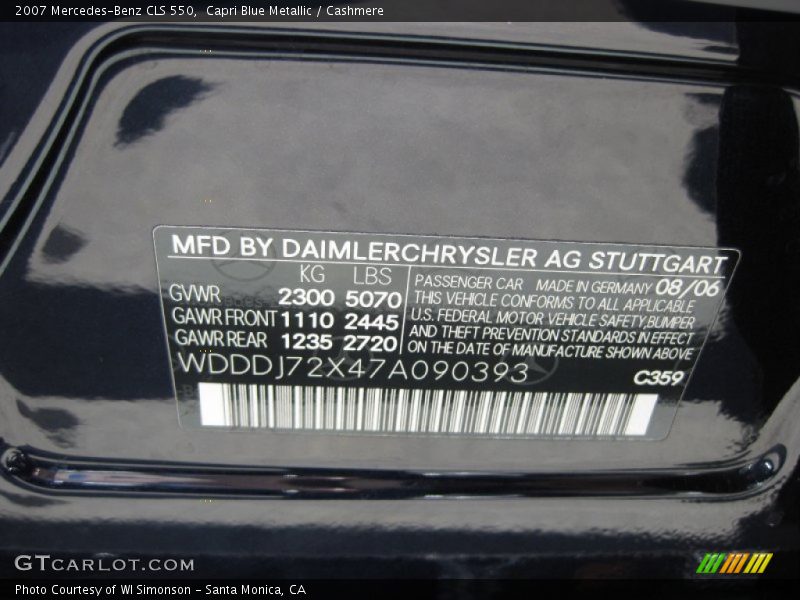 2007 Mercedes-Benz CLS 550, Capri Blue Metallic / Cashmere
MFD BY DAIMLERCHRYSLER AG STUTTGART
KG LBS
GVWR 2300 5070
GAWR FRONT 1110 2445
GAWR REAR 1235 2720
PASSENGER CAR MADE IN GERMANY 08/06
THIS VEHICLE CONFORMS TO ALL APPLICABLE
U.S. FEDERAL MOTOR VEHICLE SAFETY, BUMPER
AND THEFT PREVENTION STANDARDS IN EFFECT
ON THE DATE OF MANUFACTURE SHOWN ABOVE
WDDDJ72X47A090393
C359
GTCARLOT.COM
Photo Courtesy of WI Simonson - Santa Monica, CA